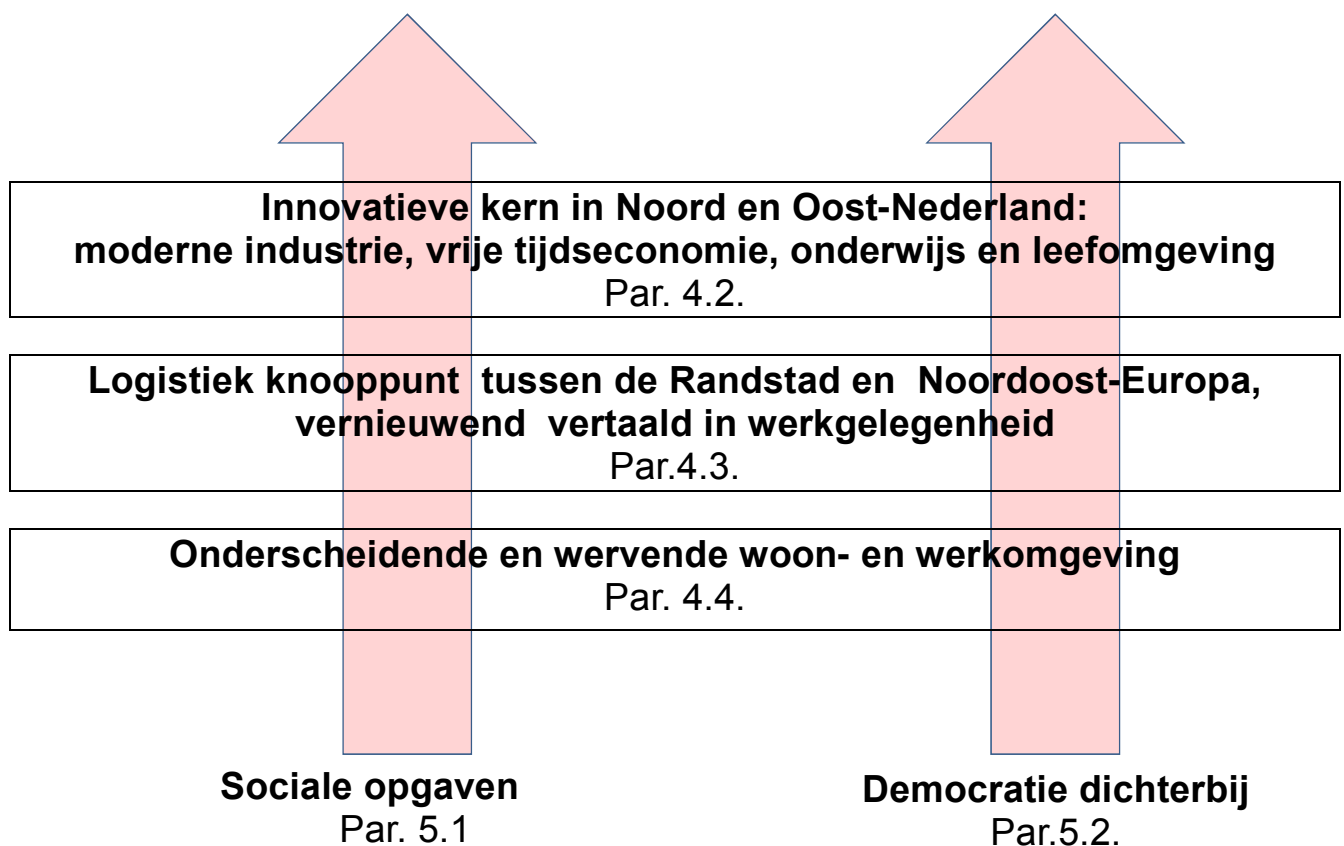 Innovatieve kern in Noord en Oost-Nederland:
moderne industrie, vrije tijdseconomie, onderwijs en leefomgeving
Par. 4.2.
Logistiek knooppunt tussen de Randstad en Noordoost-Europa,
vernieuwend vertaald in werkgelegenheid
Par.4.3.
Onderscheidende en wervende woon- en werkomgeving
Par. 4.4.
Sociale opgaven
Par. 5.1
Democratie dichterbij
Par.5.2.